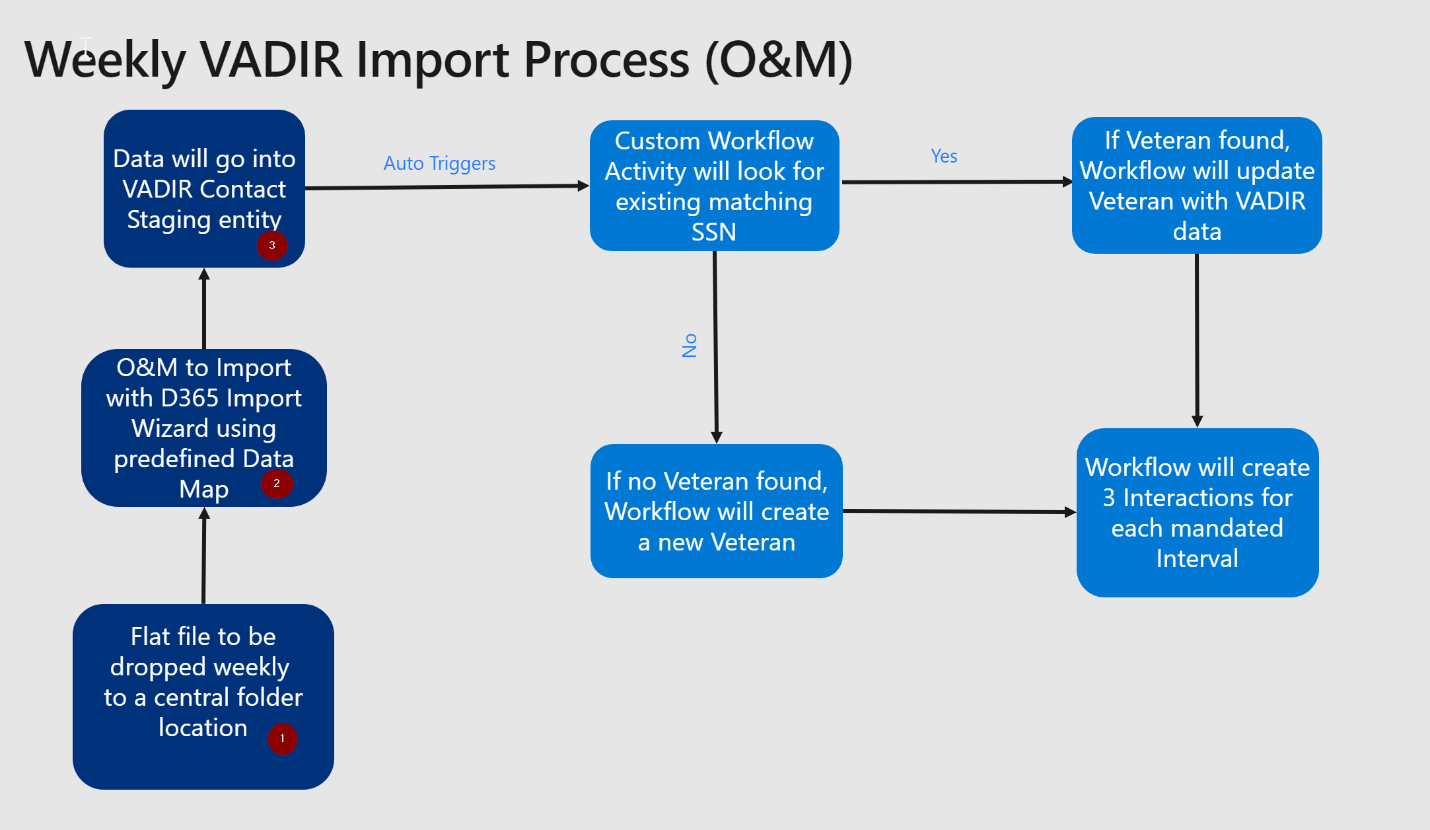 Weekly VADIR Import Process (O&M)
Data will go into
VADIR Contact
Staging entity
3
Auto Triggers
Custom Workflow
Activity will look for
existing matching
SSN
Yes
If Veteran found,
Workflow will update
Veteran with VADIR
data
O&M to Import
with D365 Import
Wizard using
predefined Data
Map
2
No
If no Veteran found,
Workflow will create
a new Veteran
Workflow will create
3 Interactions for
each mandated
Interval
Flat file to be
dropped weekly
to a central folder
location
1